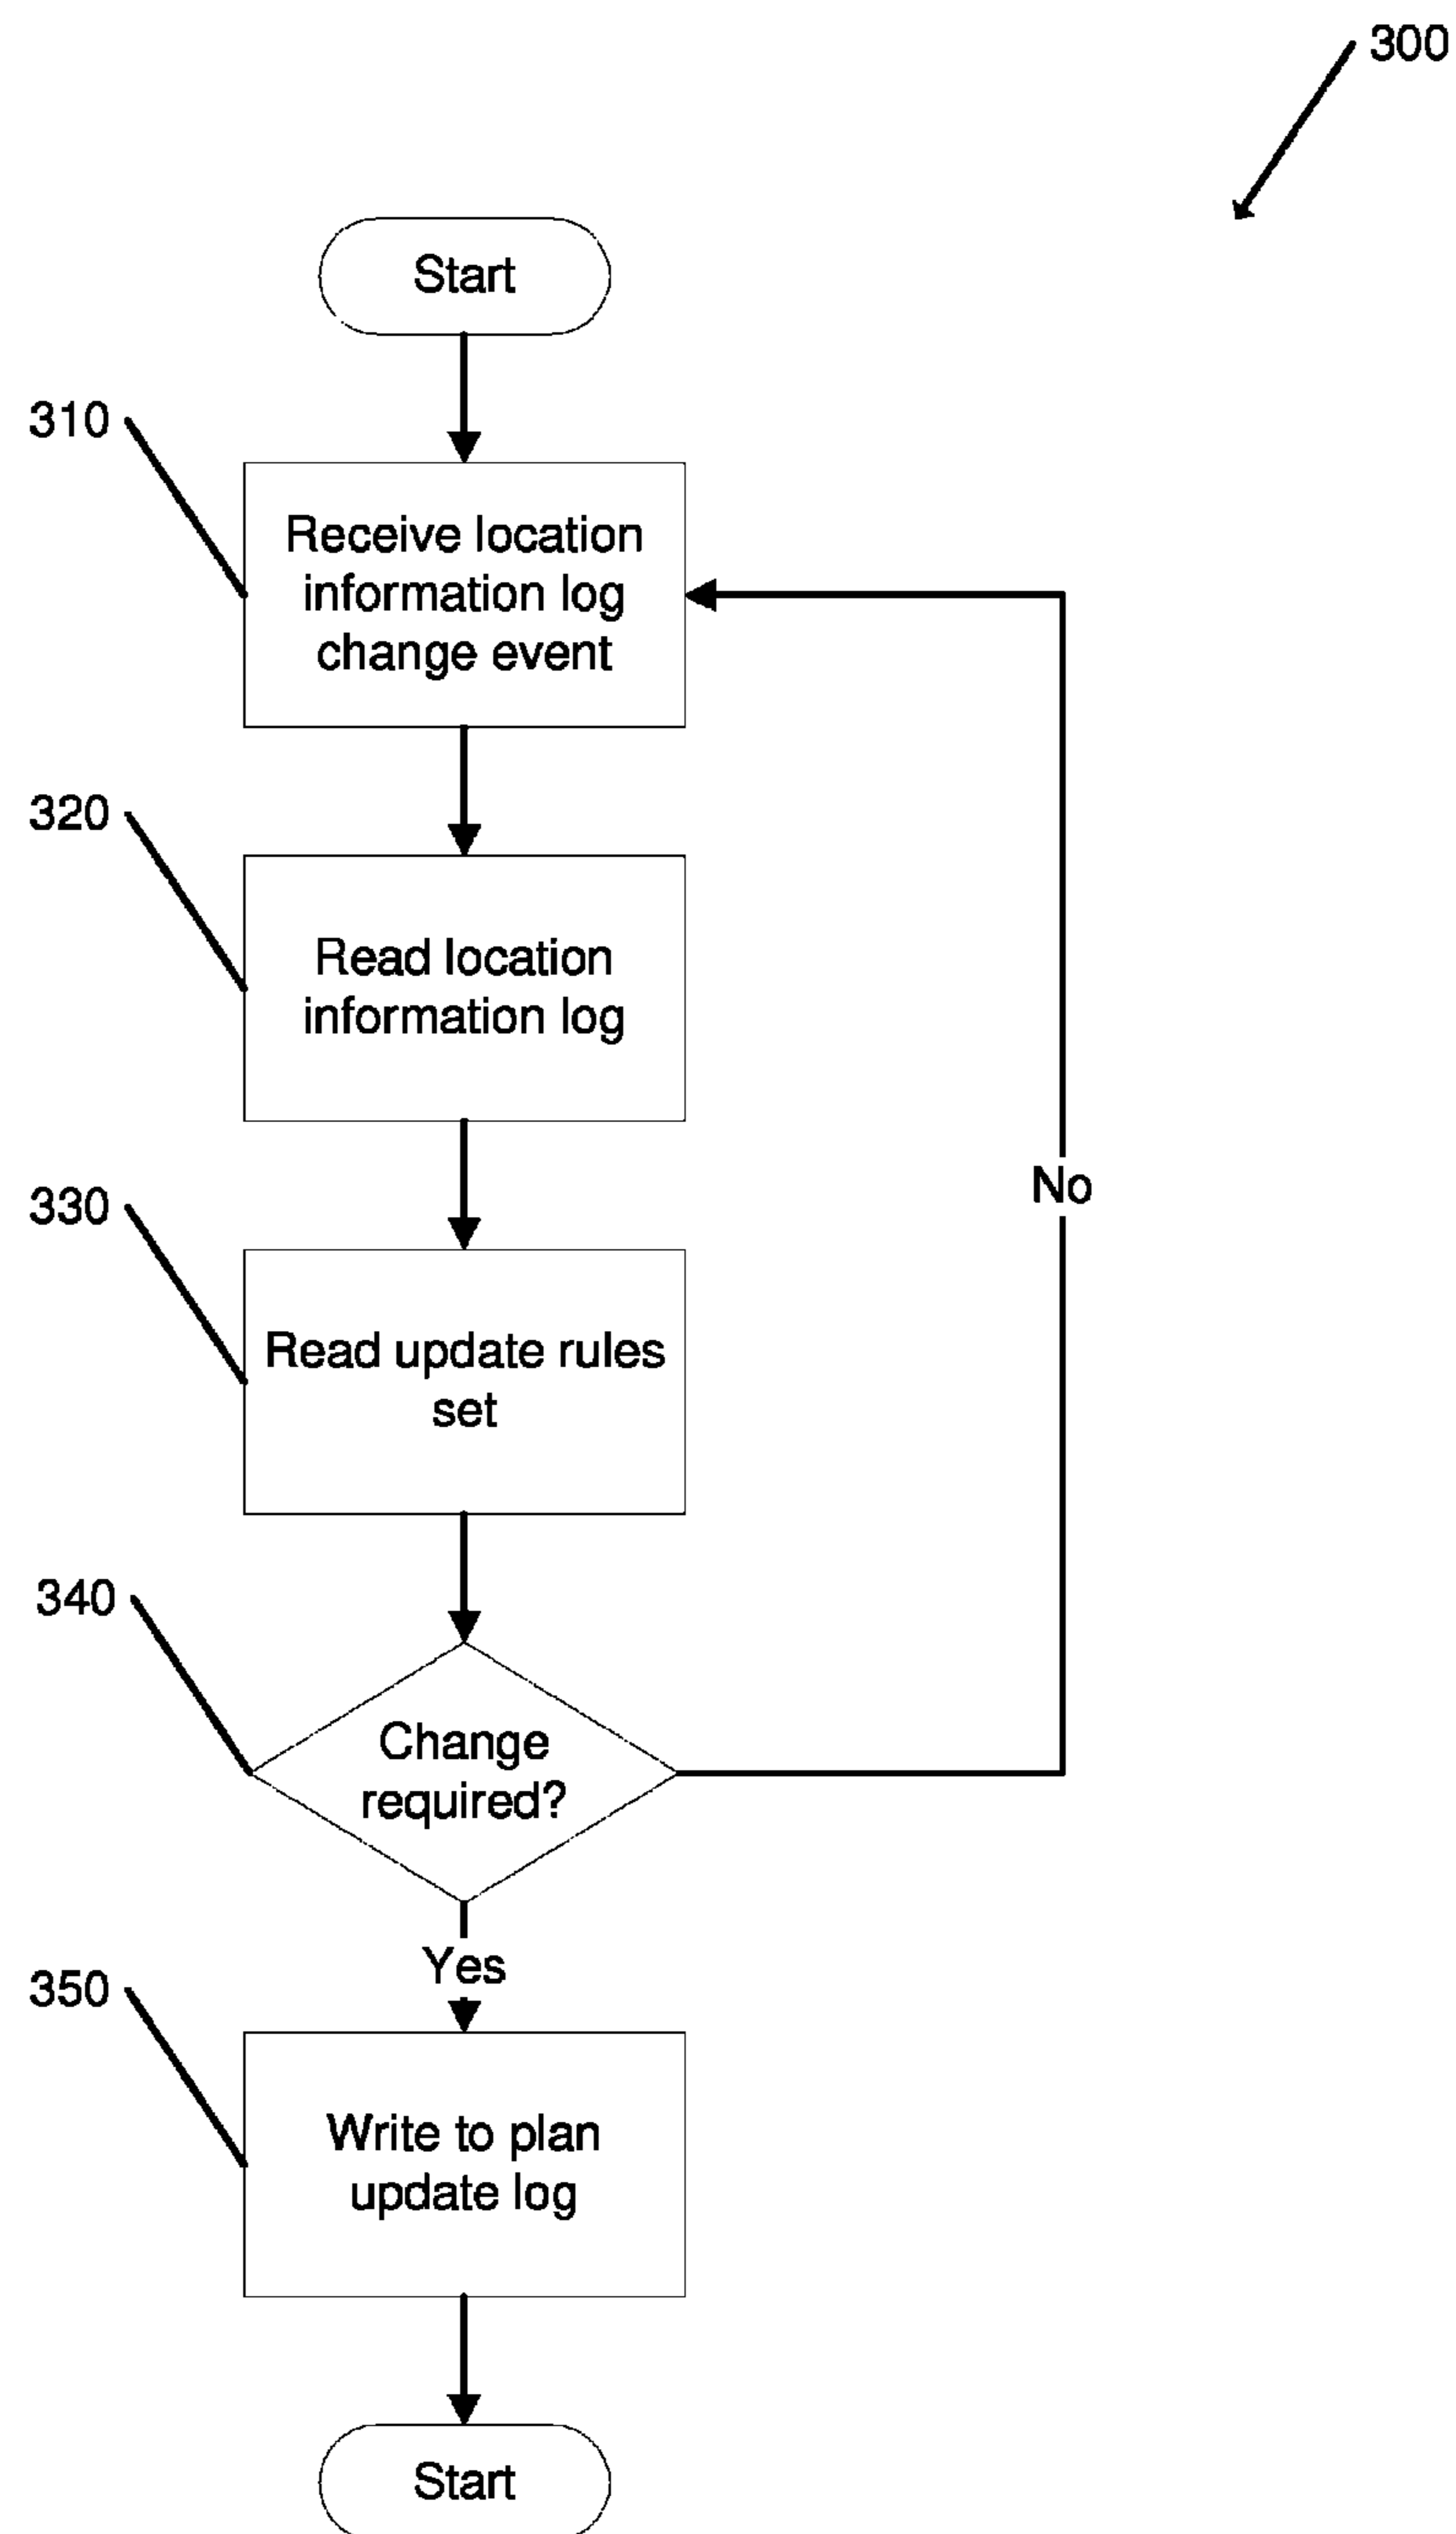 300
Start
310
Receive location
information log
change event
320
Read location
information log
330
Read update rules
set
No
340
Change
required?
Yes
350
Write to plan
update log
Start